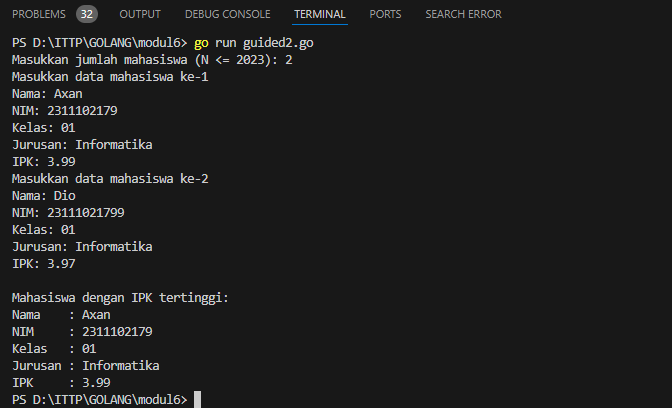 PROBLEMS 32 OUTPUT DEBUG CONSOLE TERMINAL PORTS SEARCH ERROR
PS D:\ITTP\GOLANG\modul6> go run guided2.go
Masukkan jumlah mahasiswa (N <= 2023): 2
Masukkan data mahasiswa ke-1
Nama: Axan
NIM: 2311102179
Kelas: 01
Jurusan: Informatika
IPK: 3.99
Masukkan data mahasiswa ke-2
Nama: Dio
NIM: 23111021799
Kelas: 01
Jurusan: Informatika
IPK: 3.97

Mahasiswa dengan IPK tertinggi:
Nama    : Axan
NIM     : 2311102179
Kelas   : 01
Jurusan : Informatika
IPK     : 3.99
PS D:\ITTP\GOLANG\modul6>